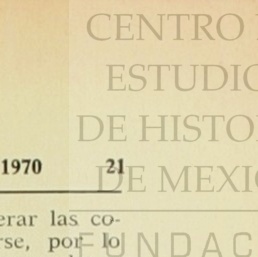 CENTRO
ESTUDIO
DE HISTO
DE MEXIC
FUNDAC
1970 21
erar las co-
rse, por lo